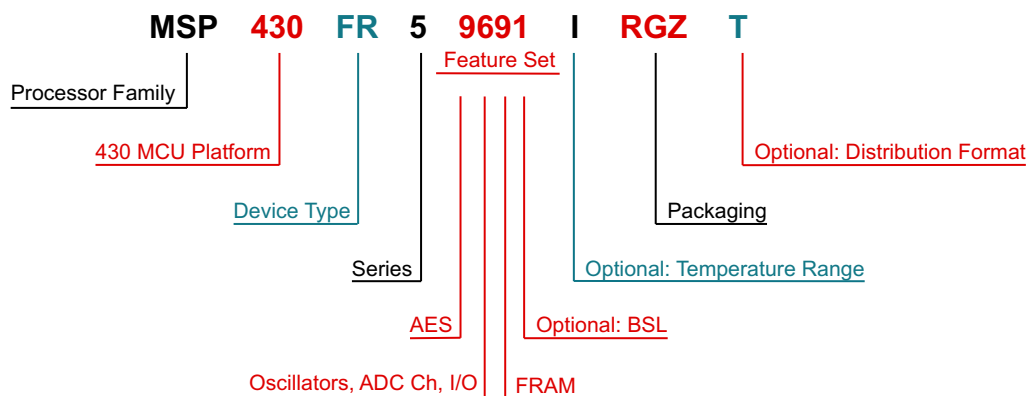 MSP 430 FR 5 9691 I RGZ T
Feature Set
Processor Family
430 MCU Platform
Optional: Distribution Format
Device Type
Packaging
Series
Optional: Temperature Range
AES
Optional: BSL
Oscillators, ADC Ch, I/O
FRAM